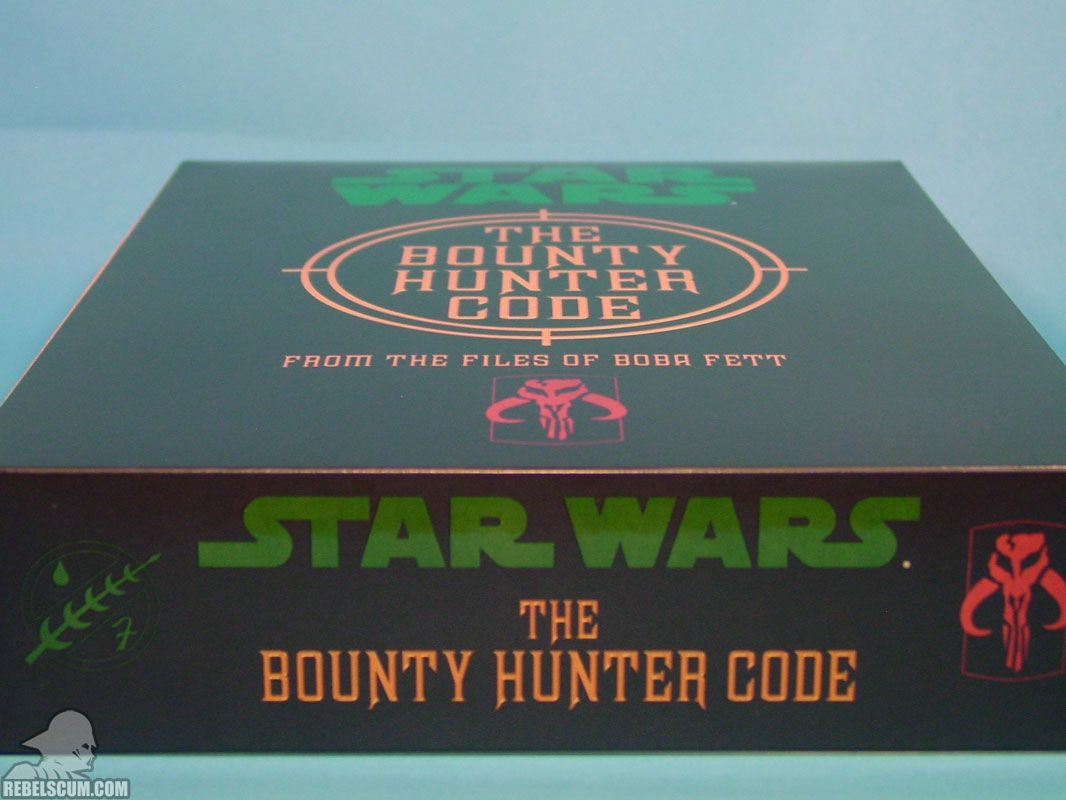 STAR
WARS.
THE
BOUNTY
HUNTER
CODE
FROM THE FILES OF BOBA FETT
STAR WARS.
THE
BOUNTY HUNTER CODE
REBELSCUM.COM